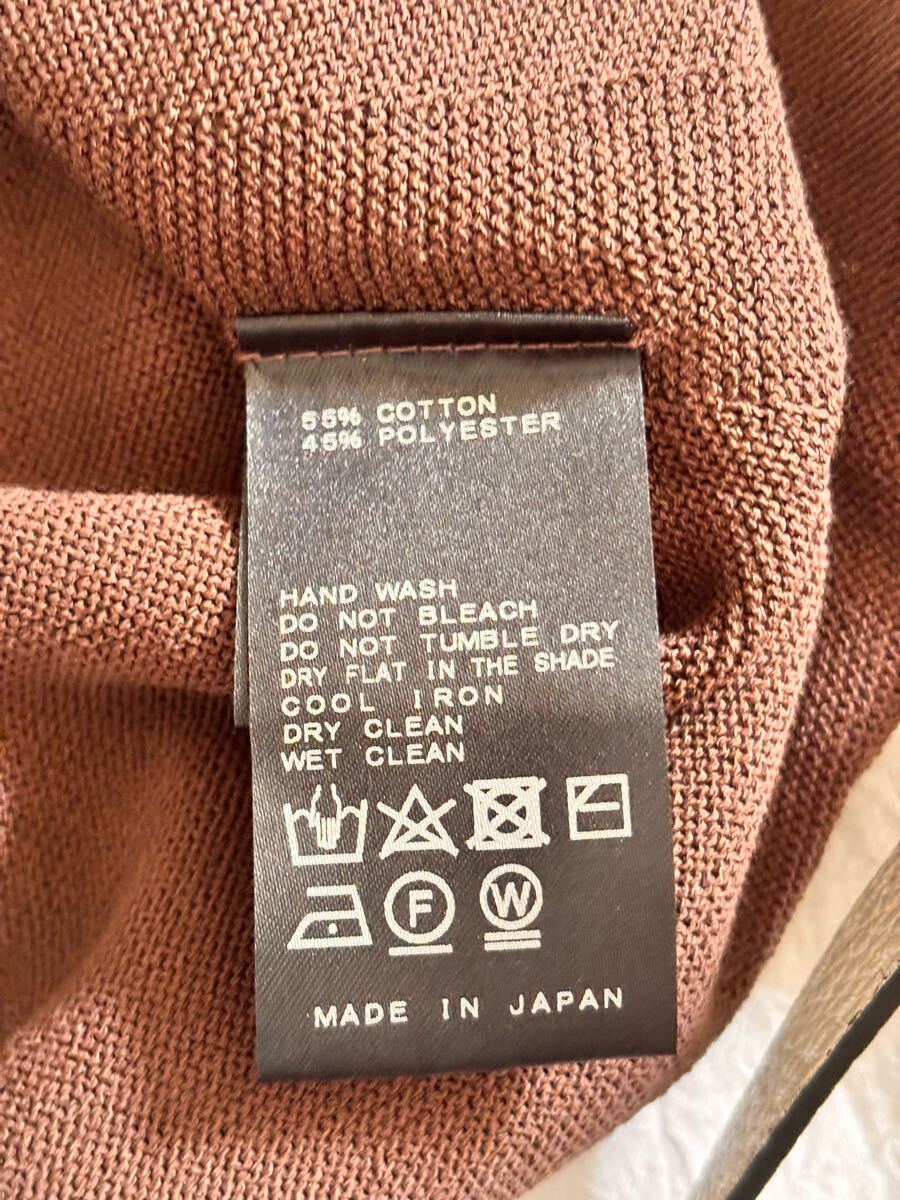 55% COTTON
45% POLYESTER
HAND WASH
DO NOT BLEACH
DO NOT TUMBLE DRY
DRY FLAT IN THE SHADE
COOL IRON
DRY CLEAN
WET CLEAN
F W
MADE IN JAPAN